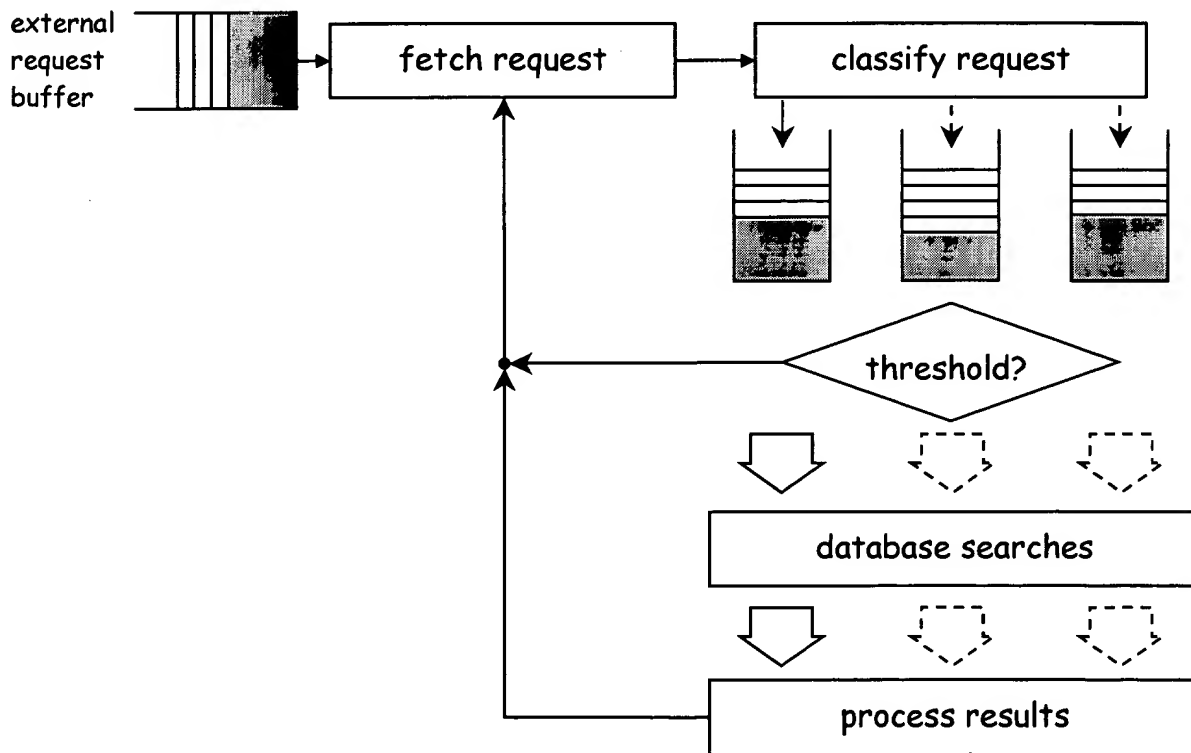 external
request
buffer
fetch request
classify request
threshold?
database searches
process results